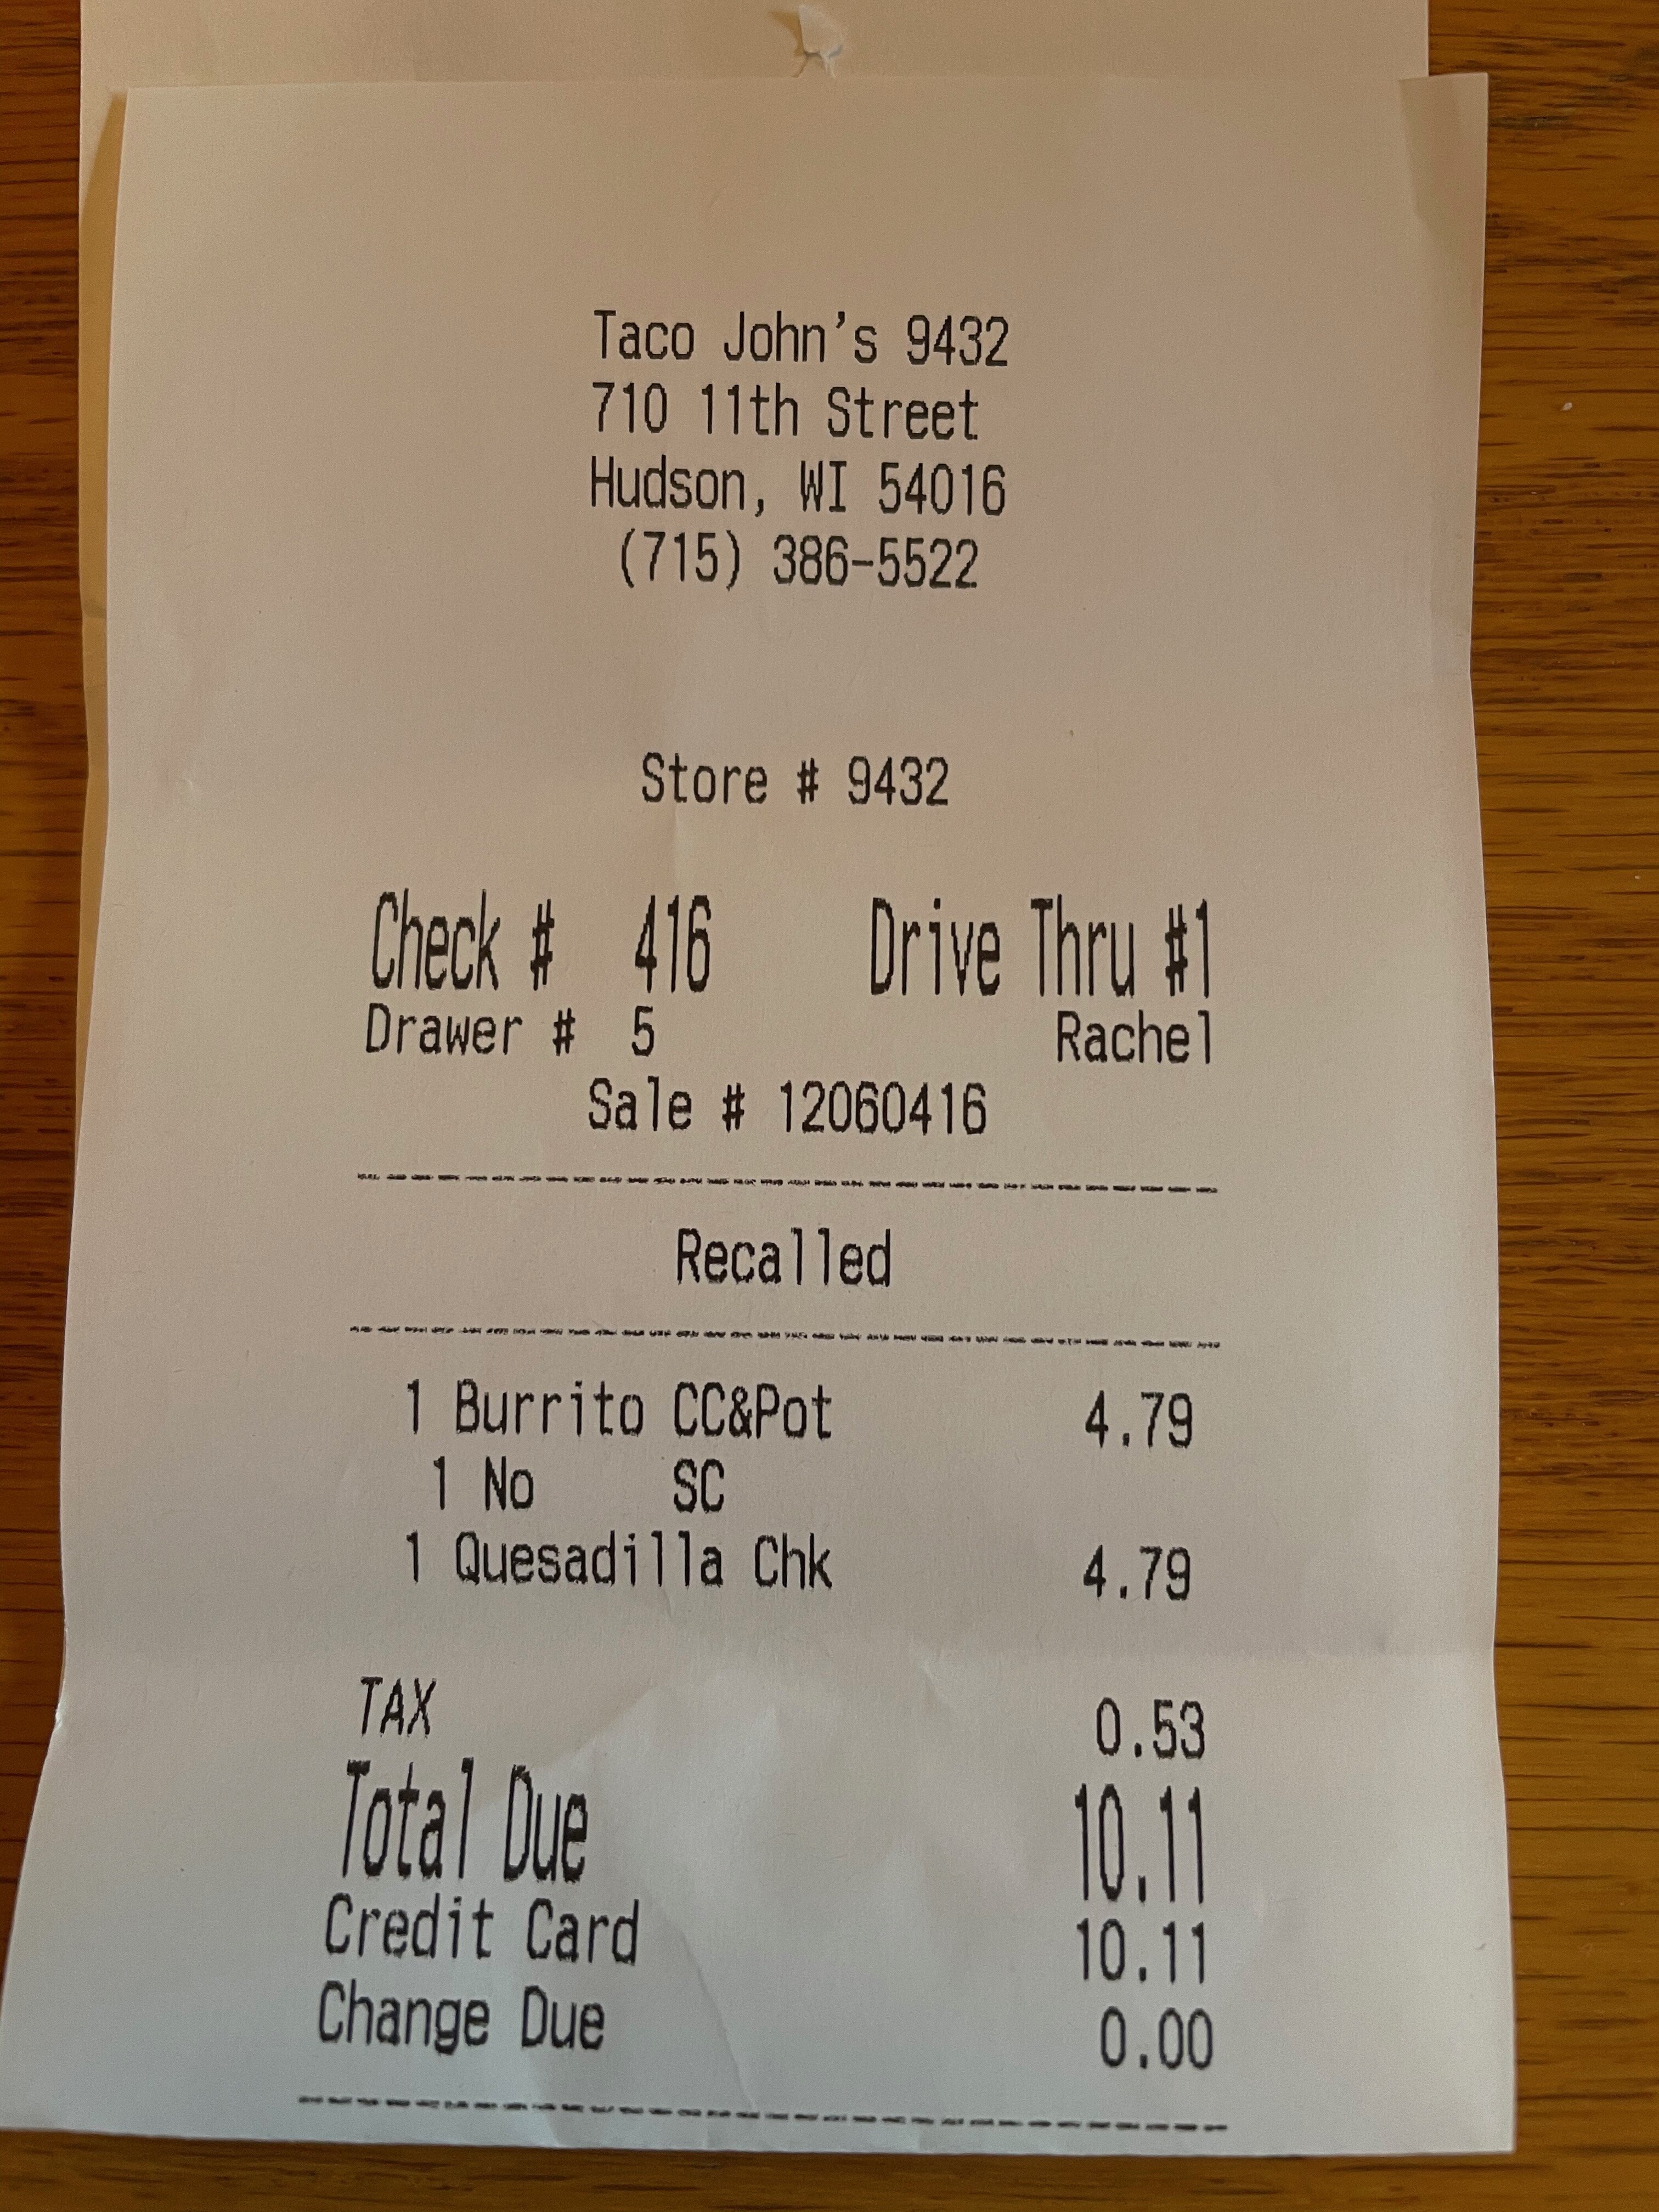 Taco John's 9432
710 11th Street
Hudson, WI 54016
(715) 386-5522
Store # 9432
Check # 416 Drive Thru #1
Drawer # 5 Rachel
Sale # 12060416
Recalled
1 Burrito CC&Pot 4.79
1 No SC
1 Quesadilla Chk 4.79
TAX 0.53
Total Due 10.11
Credit Card 10.11
Change Due 0.00